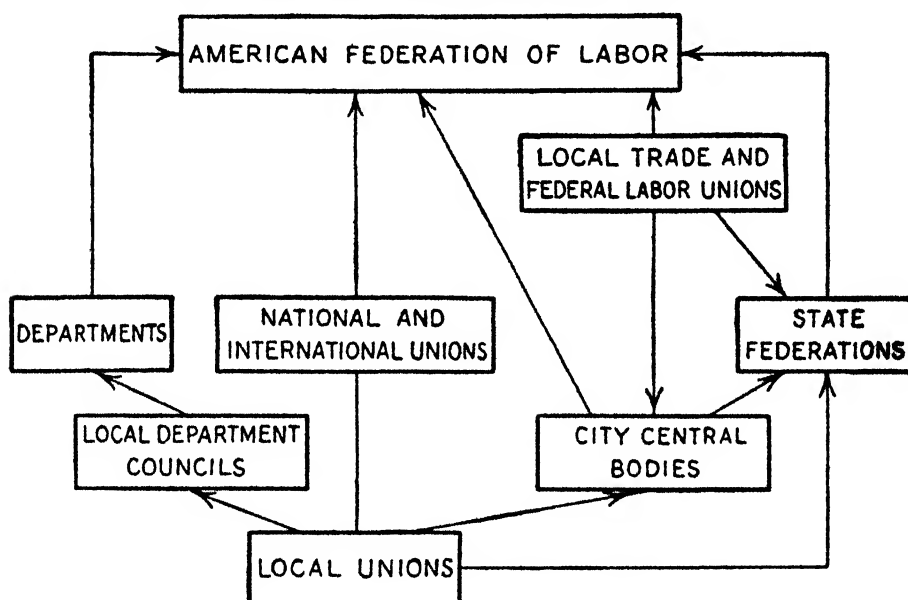 AMERICAN FEDERATION OF LABOR
LOCAL TRADE AND
FEDERAL LABOR UNIONS
DEPARTMENTS
NATIONAL AND
INTERNATIONAL UNIONS
STATE
FEDERATIONS
LOCAL DEPARTMENT
COUNCILS
CITY CENTRAL
BODIES
LOCAL UNIONS